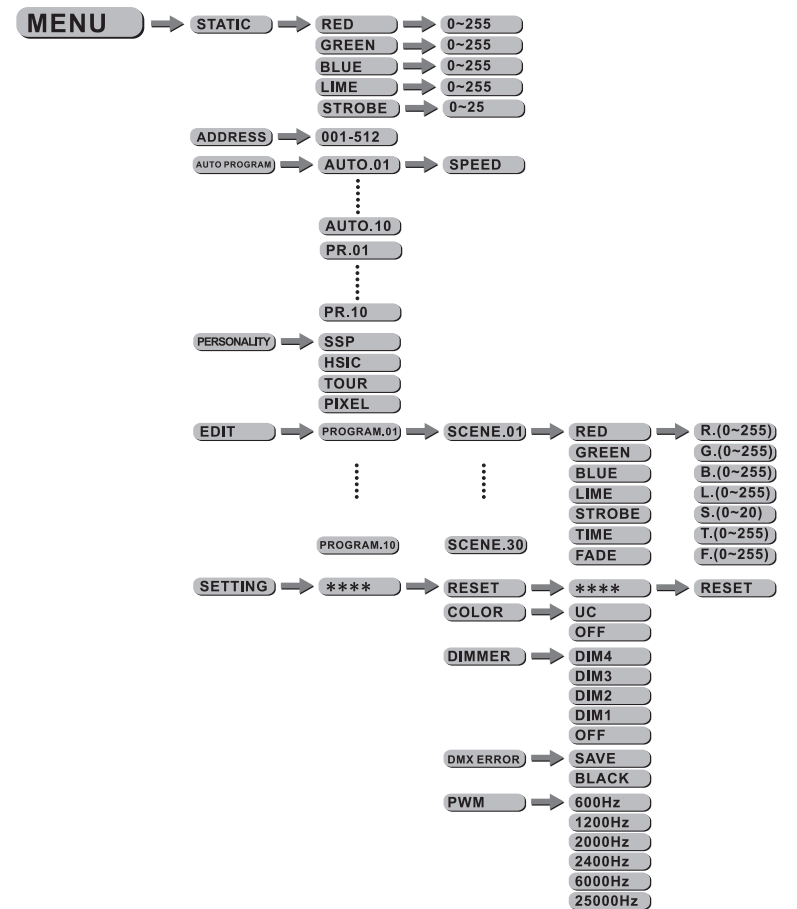 MENU STATIC RED 0~255
GREEN 0~255
BLUE 0~255
LIME 0~255
STROBE 0~25
ADDRESS 001-512
AUTO PROGRAM AUTO.01 SPEED
AUTO.10
PR.01
PR.10
PERSONALITY SSP
HSIC
TOUR
PIXEL
EDIT PROGRAM.01 SCENE.01 RED R.(0~255)
GREEN G.(0~255)
BLUE B.(0~255)
LIME L.(0~255)
STROBE S.(0~20)
TIME T.(0~255)
PROGRAM.10 SCENE.30 FADE F.(0~255)
SETTING **** RESET **** RESET
COLOR UC
OFF
DIMMER DIM4
DIM3
DIM2
DIM1
OFF
DMX ERROR SAVE
BLACK
PWM 600Hz
1200Hz
2000Hz
2400Hz
6000Hz
25000Hz